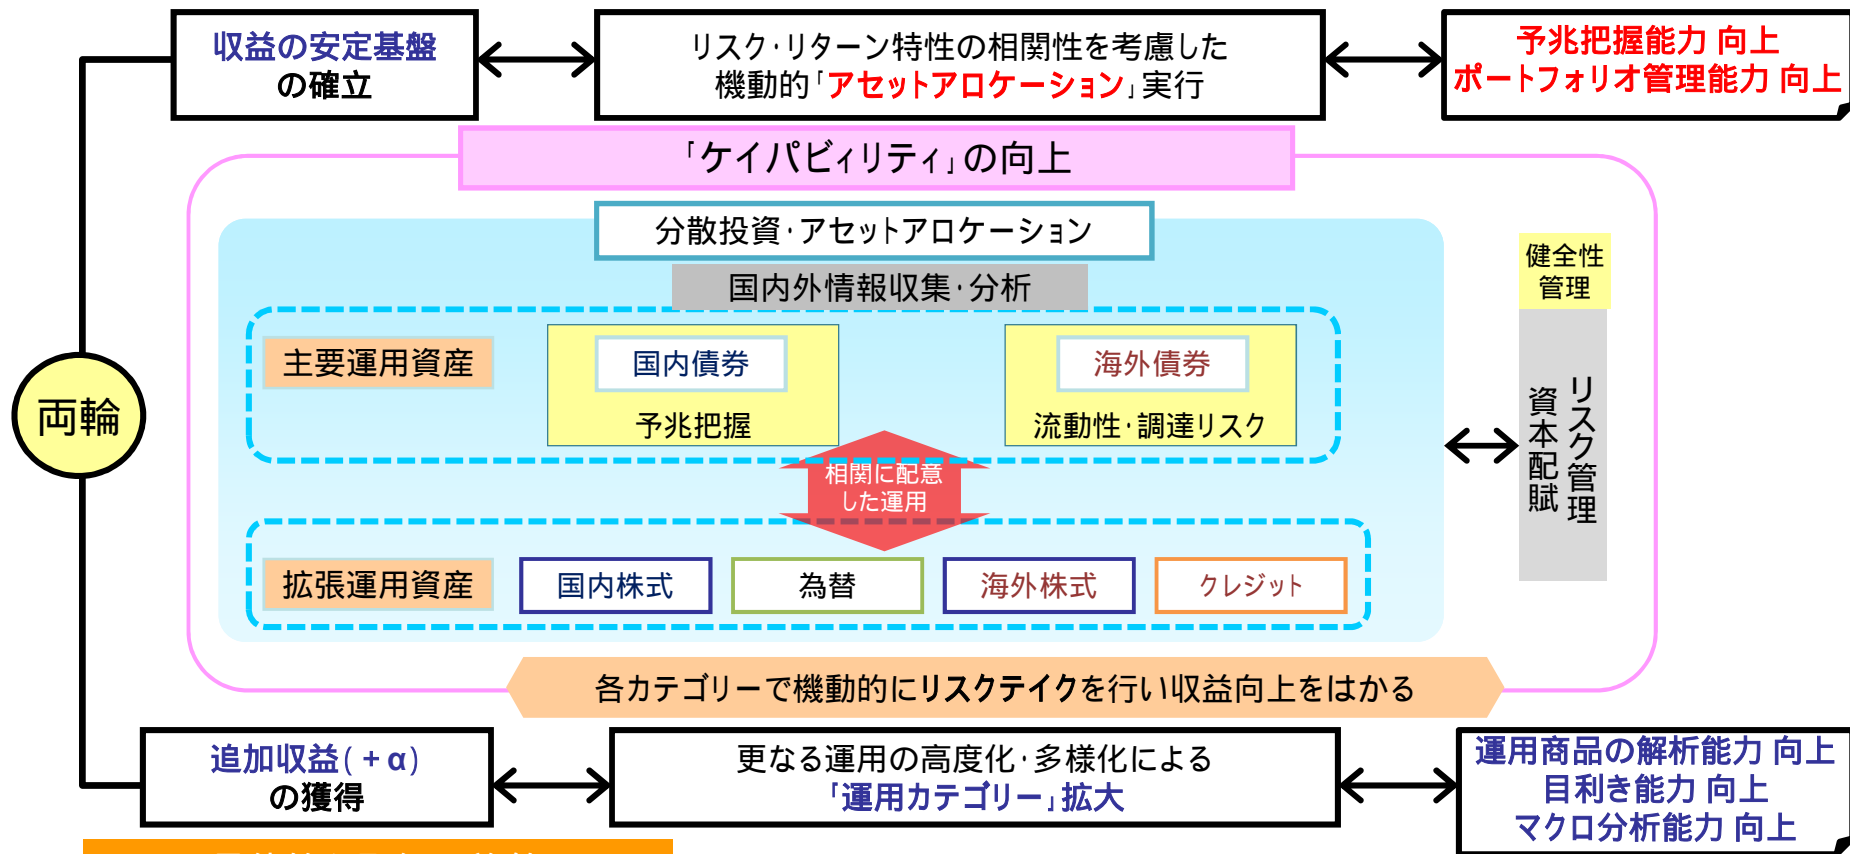 収益の安定基盤
の確立
リスク・リターン特性の相関性を考慮した
機動的「アセットアロケーション」実行
予兆把握能力 向上
ポートフォリオ管理能力 向上
「ケイパビィリティ」の向上
分散投資・アセットアロケーション
国内外情報収集・分析
主要運用資産
国内債券
予兆把握
海外債券
流動性・調達リスク
相関に配意
した運用
拡張運用資産
国内株式
為替
海外株式
クレジット
健全性
管理
リスク管理
資本配賦
両輪
各カテゴリーで機動的にリスクテイクを行い収益向上をはかる
追加収益(+α)
の獲得
更なる運用の高度化・多様化による
「運用カテゴリー」拡大
運用商品の解析能力 向上
目利き能力 向上
マクロ分析能力 向上